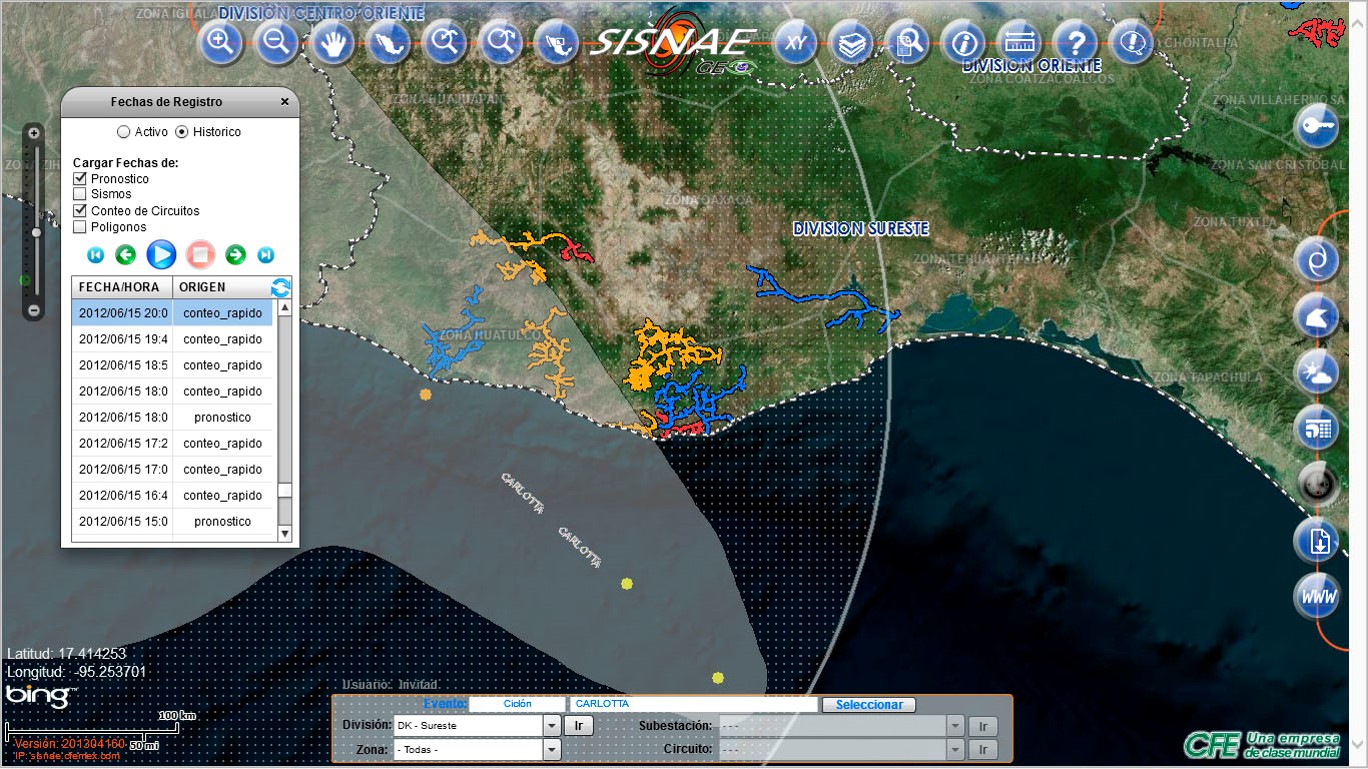 ZONA IGUALA
DIVISIÓN CENTRO ORIENTE
SISNAE
GEO
XY
ZONA CHONTALPA
DIVISION ORIENTE
ZONA COATZACOALCOS
ZONA HUAJUAPAN
ZONA VILLAHERMOSA
Fechas de Registro
×
Activo
Historico
Cargar Fechas de:
Pronostico
Sismos
Conteo de Circuitos
Poligonos
FECHA/HORA ORIGEN
2012/06/15 20:0 conteo_rapido
2012/06/15 19:4 conteo_rapido
2012/06/15 18:5 conteo_rapido
2012/06/15 18:0 conteo_rapido
2012/06/15 18:0 pronostico
2012/06/15 17:2 conteo_rapido
2012/06/15 17:0 conteo_rapido
2012/06/15 16:4 conteo_rapido
2012/06/15 15:0 pronostico
ZONA SAN CRISTOBAL
ZONA OAXACA
ZONA TUXTLA
DIVISION SURESTE
ZONA TEHUANTEPEC
ZONA HUATULCO
ZONA TAPACHULA
CARLOTTA
CARLOTTA
WWW
Latitud: 17.414253
Longitud: -95.253701
bing™
100 km
50 mi
Versión: 201304160
IP: sisnae.cfemex.com
Usuario: Invitad
Evento: Ciclón CARLOTTA Seleccionar
División: DK - Sureste Ir Subestación: - - - Ir
Zona: - Todas - Circuito: - - - Ir
CFE Una empresa
de clase mundial